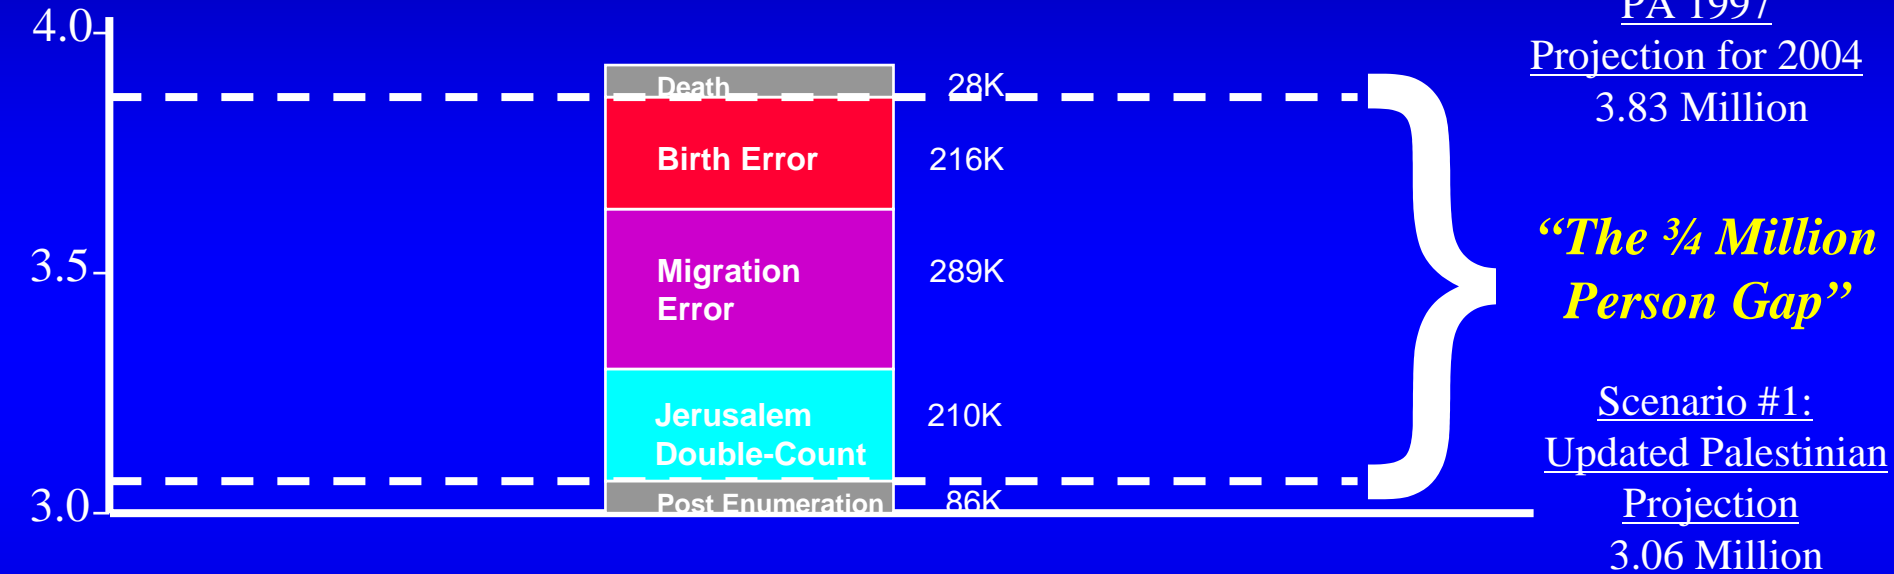 4.0
3.5
3.0
Death 28K
Birth Error 216K
Migration 289K
Error
Jerusalem 210K
Double-Count
Post Enumeration 86K
PA 1997
Projection for 2004
3.83 Million
“The ¾ Million
Person Gap”
Scenario #1:
Updated Palestinian
Projection
3.06 Million